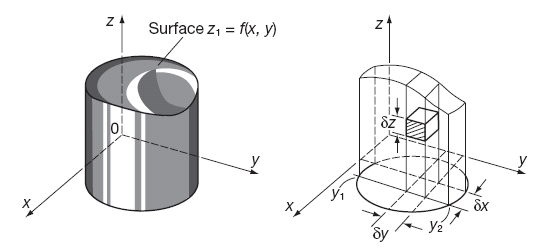 z
Surface z₁ = f(x, y)
0
y
x
z
δz
y
x
y₁
δx
y₂
δy